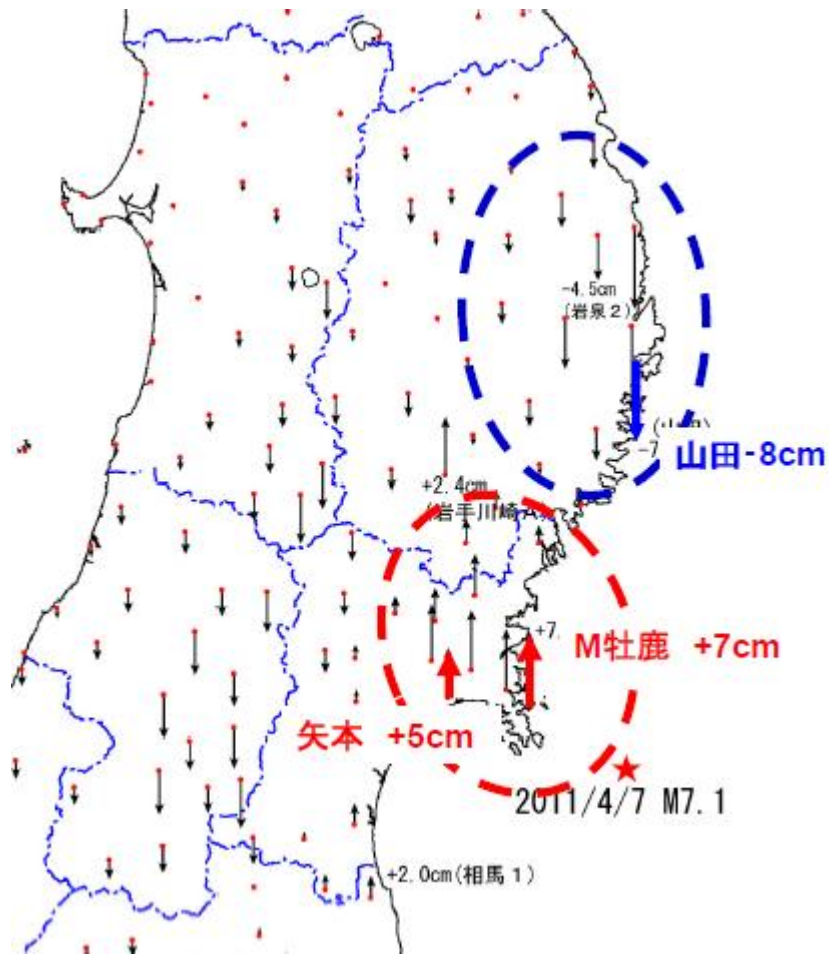 -4.5cm
(岩泉2)
-7
山田-8cm
+2.4cm
(岩手川崎A)
+7.
M牡鹿 +7cm
矢本 +5cm
2011/4/7 M7.1
+2.0cm(相馬1)